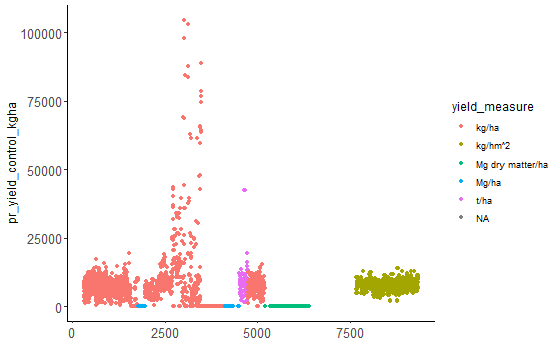 100000
75000
50000
25000
0
pr_yield_control_kgha
0
2500
5000
7500
yield_measure
kg/ha
kg/hm^2
Mg dry matter/ha
Mg/ha
t/ha
NA